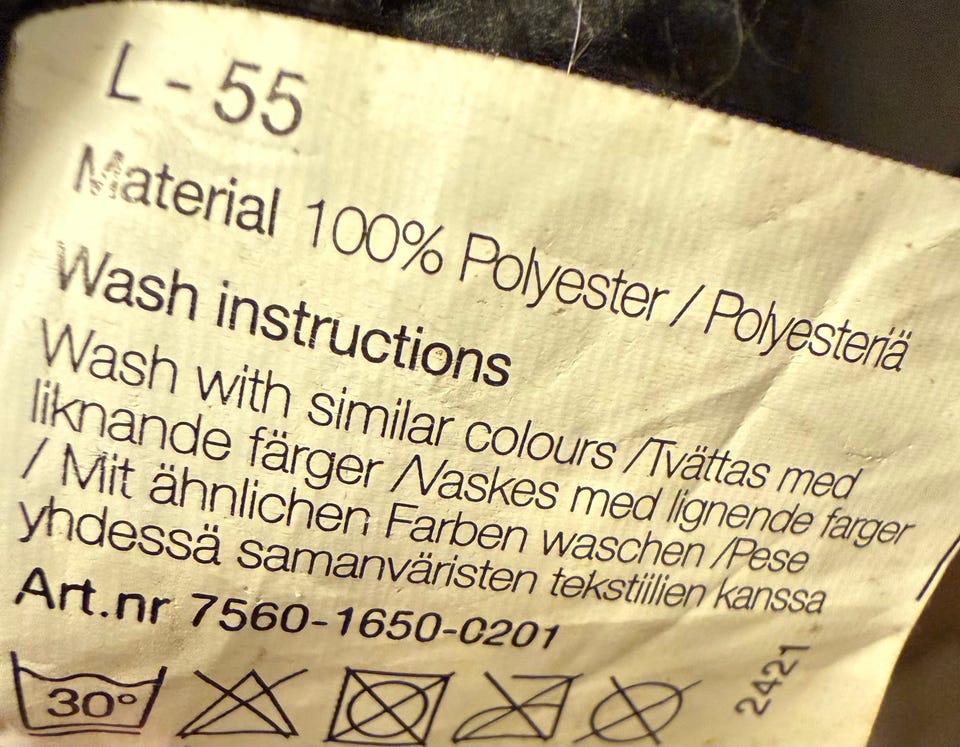 L - 55
Material 100% Polyester / Polyesteriä
Wash instructions
Wash with similar colours /Tvättas med
liknande färger /Vaskes med lignende farger
/ Mit ähnlichen Farben waschen /Pese
yhdessä samanväristen tekstiilien kanssa
Art.nr 7560-1650-0201
30°
2421